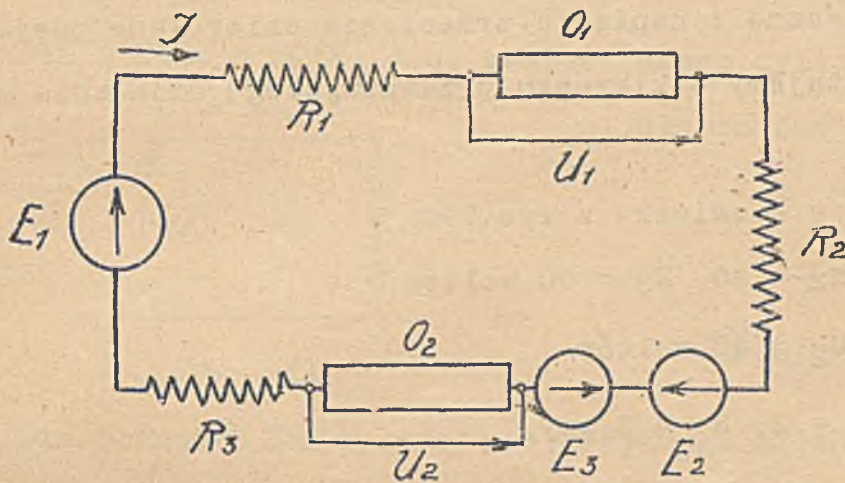 J
O₁
R₁
U₁
E₁
R₂
O₂
R₃
U₂
E₃
E₂